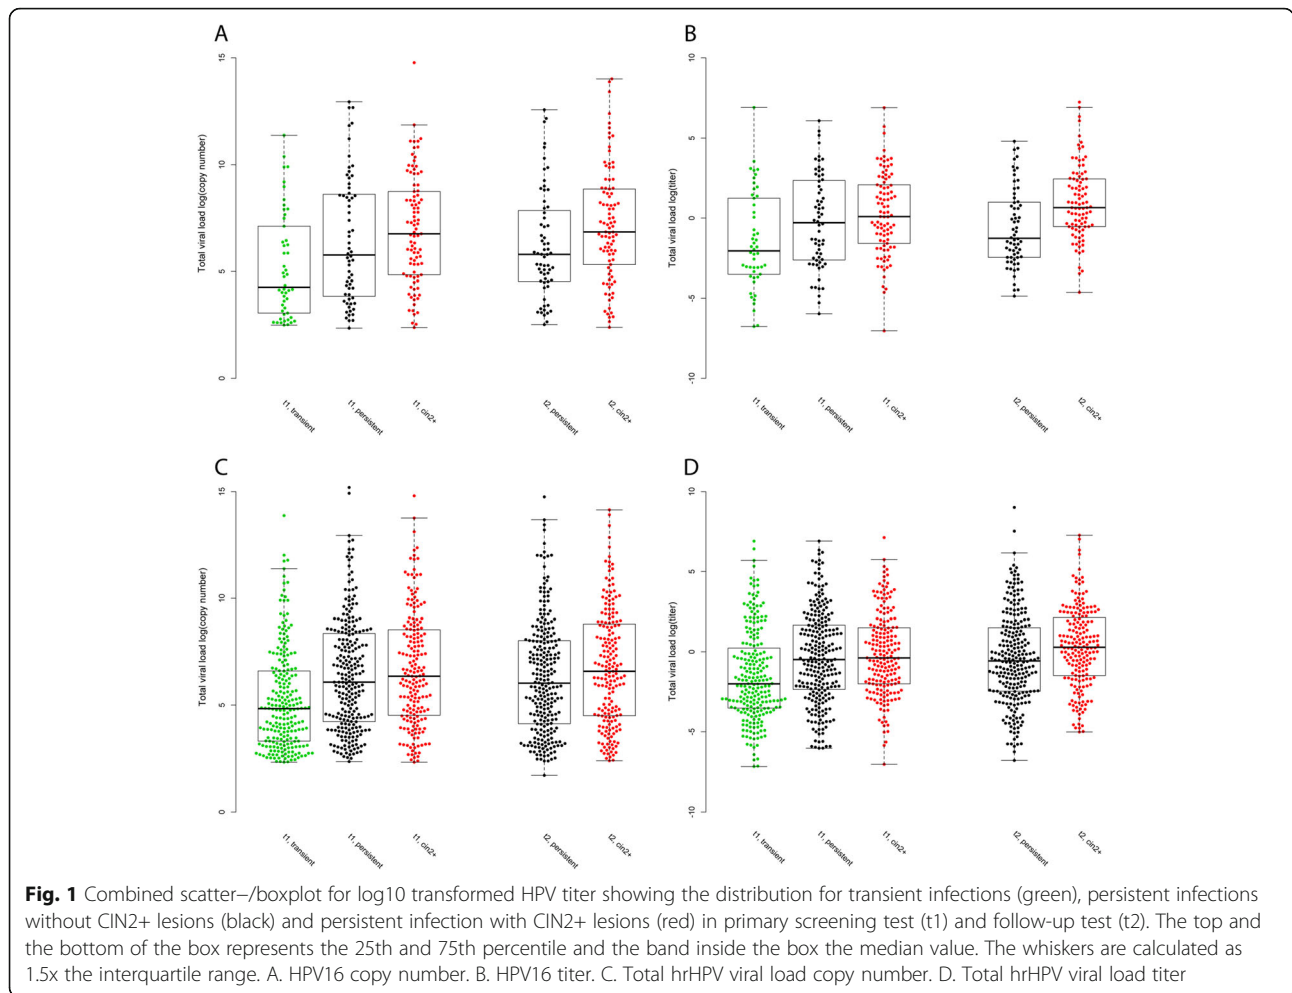 A
Total viral load log(copy number)
15
10
5
0
t1, transient
t1, persistent
t1, cin2+
t2, persistent
t2, cin2+
B
Total viral load log(titer)
10
5
0
-5
-10
t1, transient
t1, persistent
t1, cin2+
t2, persistent
t2, cin2+
C
Total viral load log(copy number)
15
10
5
0
t1, transient
t1, persistent
t1, cin2+
t2, persistent
t2, cin2+
D
Total viral load log(titer)
10
5
0
-5
-10
t1, transient
t1, persistent
t1, cin2+
t2, persistent
t2, cin2+
Fig. 1 Combined scatter–/boxplot for log10 transformed HPV titer showing the distribution for transient infections (green), persistent infections
without CIN2+ lesions (black) and persistent infection with CIN2+ lesions (red) in primary screening test (t1) and follow-up test (t2). The top and
the bottom of the box represents the 25th and 75th percentile and the band inside the box the median value. The whiskers are calculated as
1.5x the interquartile range. A. HPV16 copy number. B. HPV16 titer. C. Total hrHPV viral load copy number. D. Total hrHPV viral load titer